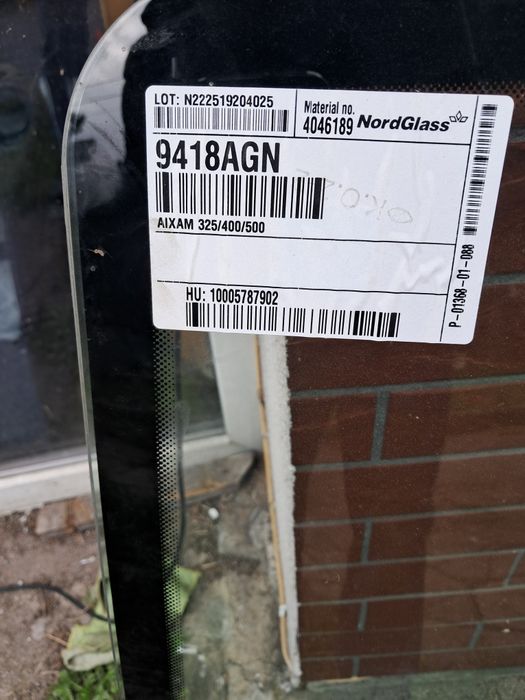 LOT: N222519204025
Material no.
4046189 NordGlass
9418AGN
AIXAM 325/400/500
HU: 10005787902
P-01368-01-088